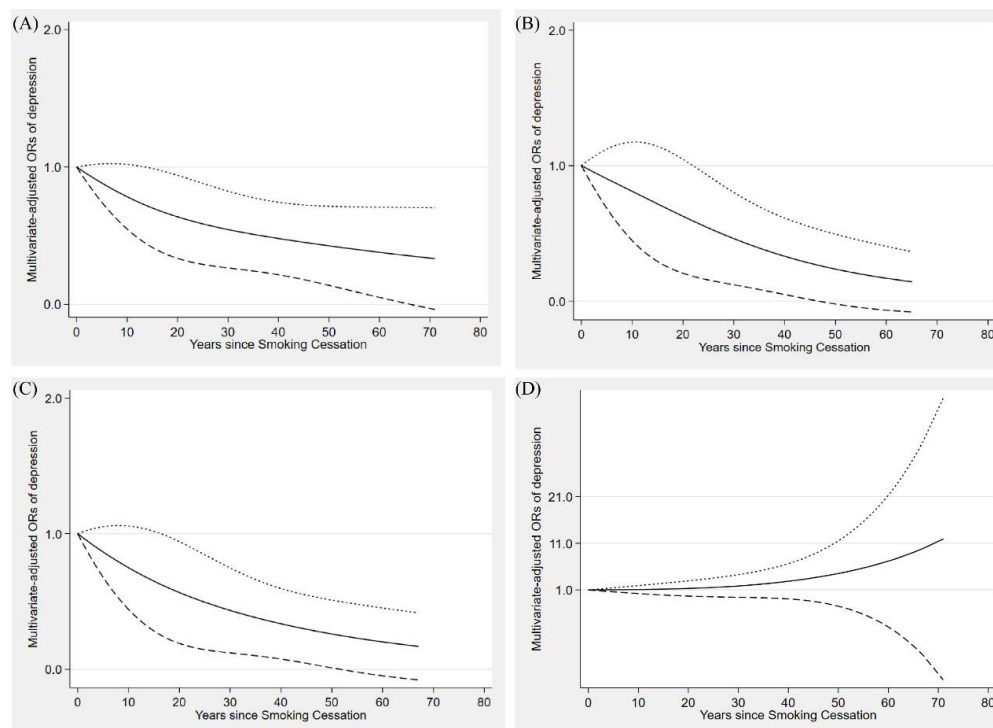 (A)
2.0
1.0
0.0
Multivariate-adjusted ORs of depression
0 10 20 30 40 50 60 70 80
Years since Smoking Cessation
(B)
2.0
1.0
0.0
Multivariate-adjusted ORs of depression
0 10 20 30 40 50 60 70 80
Years since Smoking Cessation
(C)
2.0
1.0
0.0
Multivariate-adjusted ORs of depression
0 10 20 30 40 50 60 70 80
Years since Smoking Cessation
(D)
21.0
11.0
1.0
Multivariate-adjusted ORs of depression
0 10 20 30 40 50 60 70 80
Years since Smoking Cessation